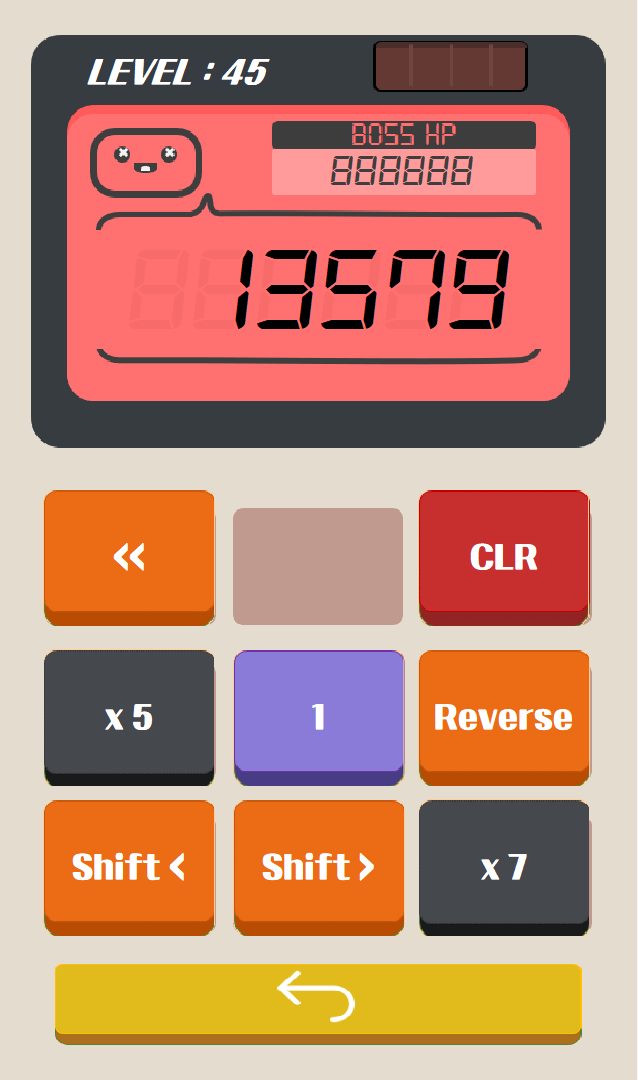 LEVEL : 45
BOSS HP
888888
13579
«
CLR
x 5
1
Reverse
Shift <
Shift >
x 7